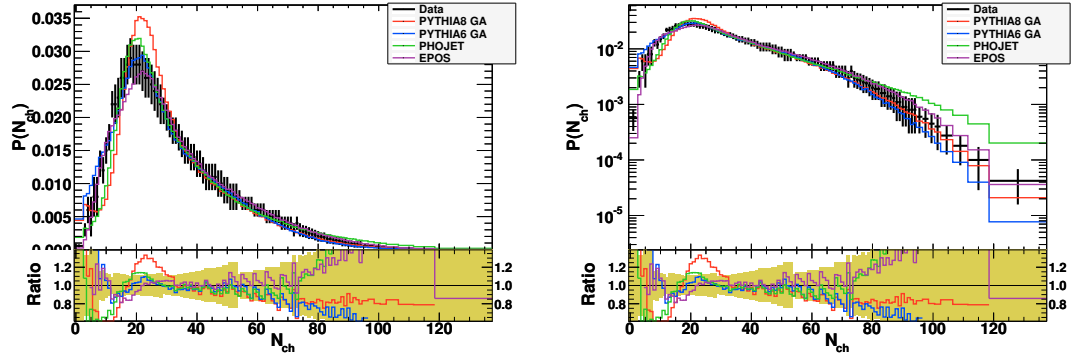 Data
PYTHIA8 GA
PYTHIA6 GA
PHOJET
EPOS
P(N_ch)
0.035
0.030
0.025
0.020
0.015
0.010
0.005
0.00
Ratio
1.2
1.0
0.8
1.2
1.0
0.8
0 20 40 60 80 100 120
N_ch
Data
PYTHIA8 GA
PYTHIA6 GA
PHOJET
EPOS
P(N_ch)
10⁻²
10⁻³
10⁻⁴
10⁻⁵
Ratio
1.2
1.0
0.8
1.2
1.0
0.8
0 20 40 60 80 100 120
N_ch